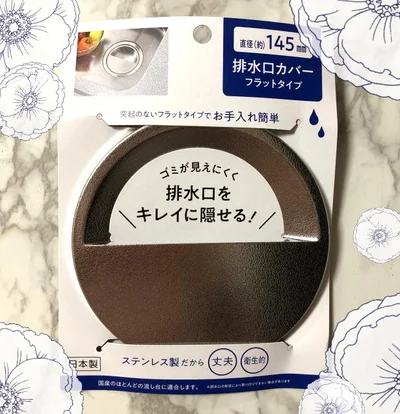 直径(約)145mm
排水口カバー
フラットタイプ
突起のないフラットタイプでお手入れ簡単
ゴミが見えにくく
排水口を
キレイに隠せる!
日本製
ステンレス製だから 丈夫 衛生的
国産のほとんどの流し台に適合します。